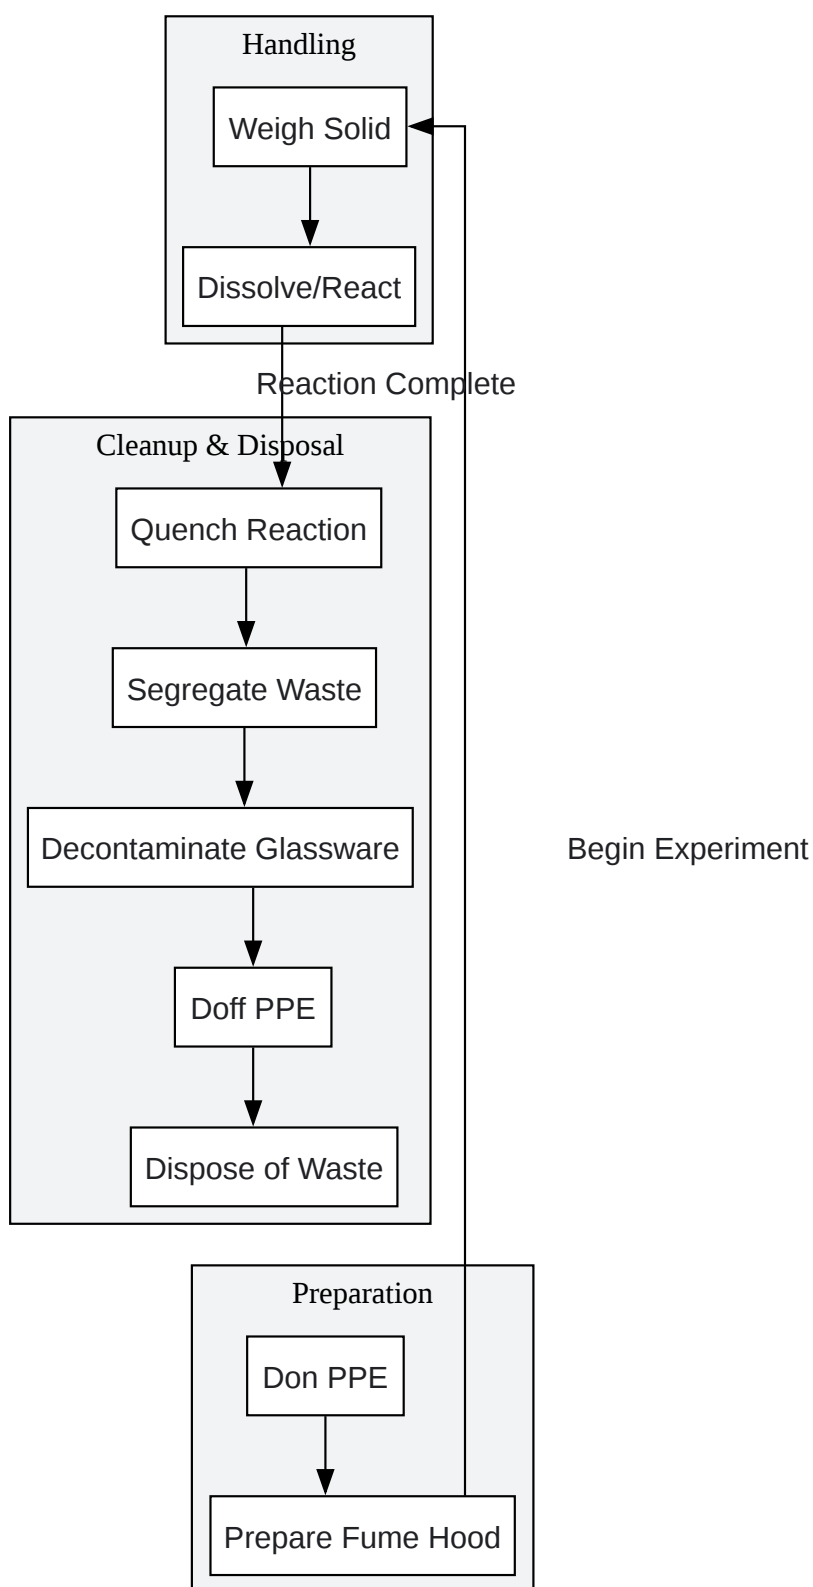 Handling
Weigh Solid
Dissolve/React
Reaction Complete
Cleanup & Disposal
Quench Reaction
Segregate Waste
Decontaminate Glassware
Begin Experiment
Doff PPE
Dispose of Waste
Preparation
Don PPE
Prepare Fume Hood